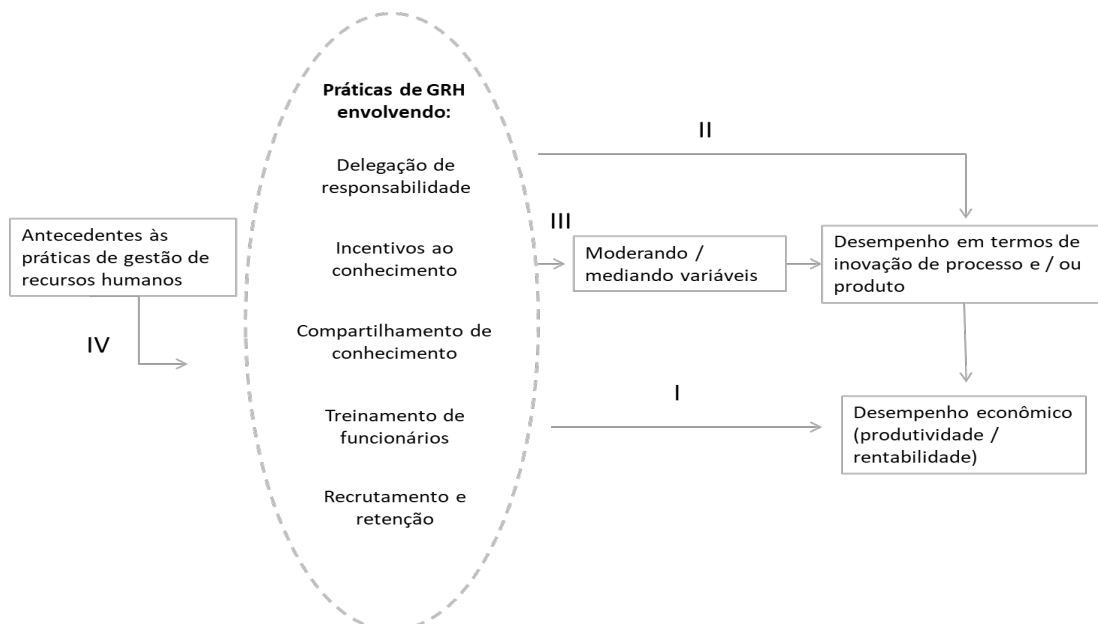 Práticas de GRH
envolvendo:
Delegação de
responsabilidade
Incentivos ao
conhecimento
Compartilhamento de
conhecimento
Treinamento de
funcionários
Recrutamento e
retenção
Antecedentes às
práticas de gestão de
recursos humanos
IV
II
III
Moderando /
mediando variáveis
Desempenho em termos de
inovação de processo e / ou
produto
I
Desempenho econômico
(produtividade /
rentabilidade)